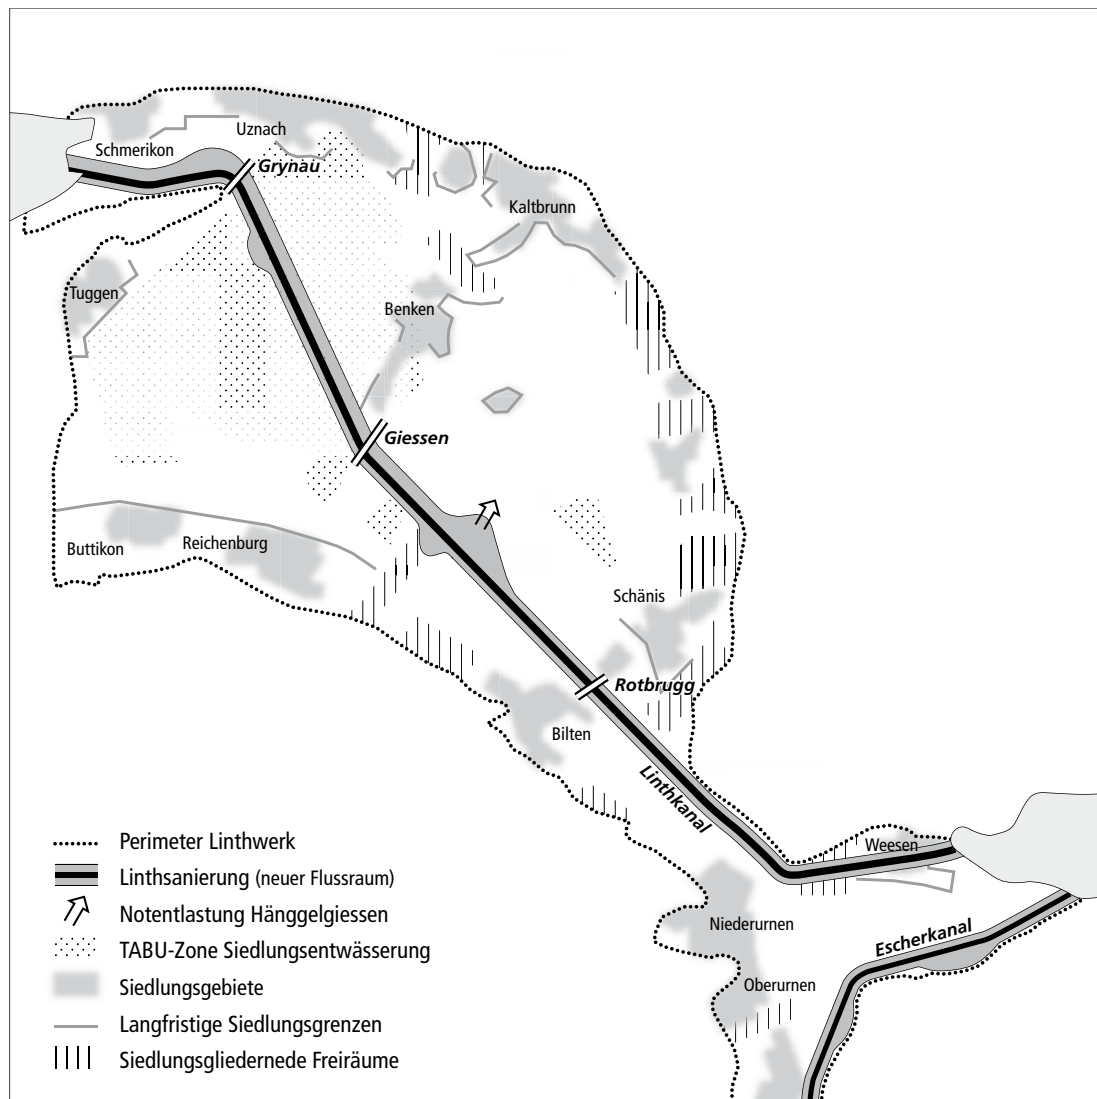 Uznach
Schmerikon
Grynau
Kaltbrunn
Tuggen
Benken
Giessen
Buttikon
Reichenburg
Schänis
Rotbrugg
Bilten
Linthkanal
Weesen
Niederurnen
Escherkanal
Oberurnen
Perimeter Linthwerk
Linthsanierung (neuer Flussraum)
Notentlastung Hänggelgiessen
TABU-Zone Siedlungsentwässerung
Siedlungsgebiete
Langfristige Siedlungsgrenzen
Siedlungsgliedernede Freiräume